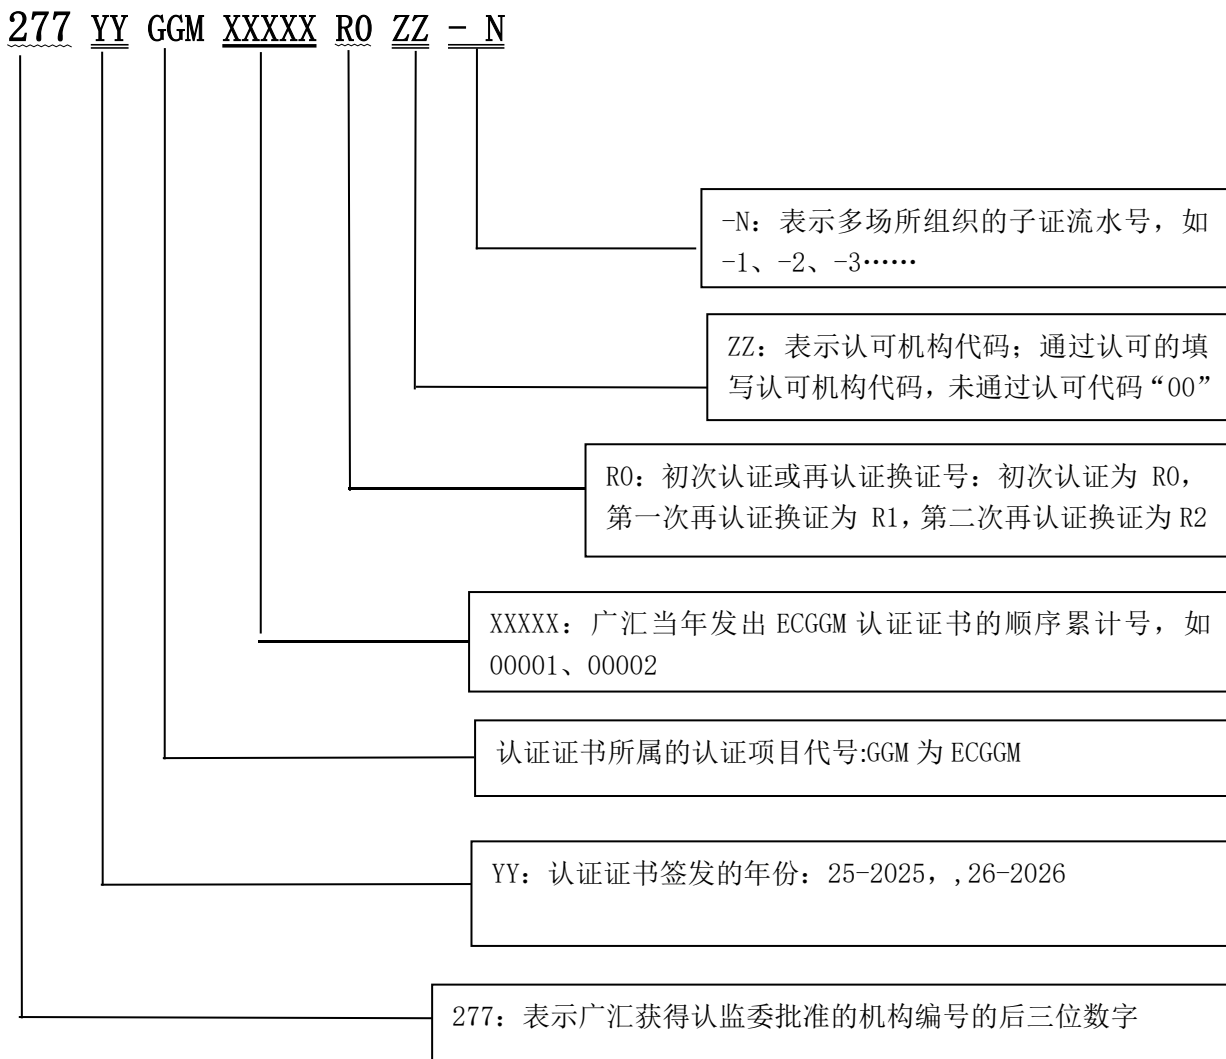 277 YY GGM XXXXX R0 ZZ - N
-N：表示多场所组织的子证流水号，如
-1、-2、-3……
ZZ：表示认可机构代码；通过认可的填
写认可机构代码，未通过认可代码“00”
R0：初次认证或再认证换证号：初次认证为 R0，
第一次再认证换证为 R1，第二次再认证换证为 R2
XXXXX：广汇当年发出 ECGGM 认证证书的顺序累计号，如
00001、00002
认证证书所属的认证项目代号:GGM 为 ECGGM
YY：认证证书签发的年份：25-2025，,26-2026
277：表示广汇获得认监委批准的机构编号的后三位数字